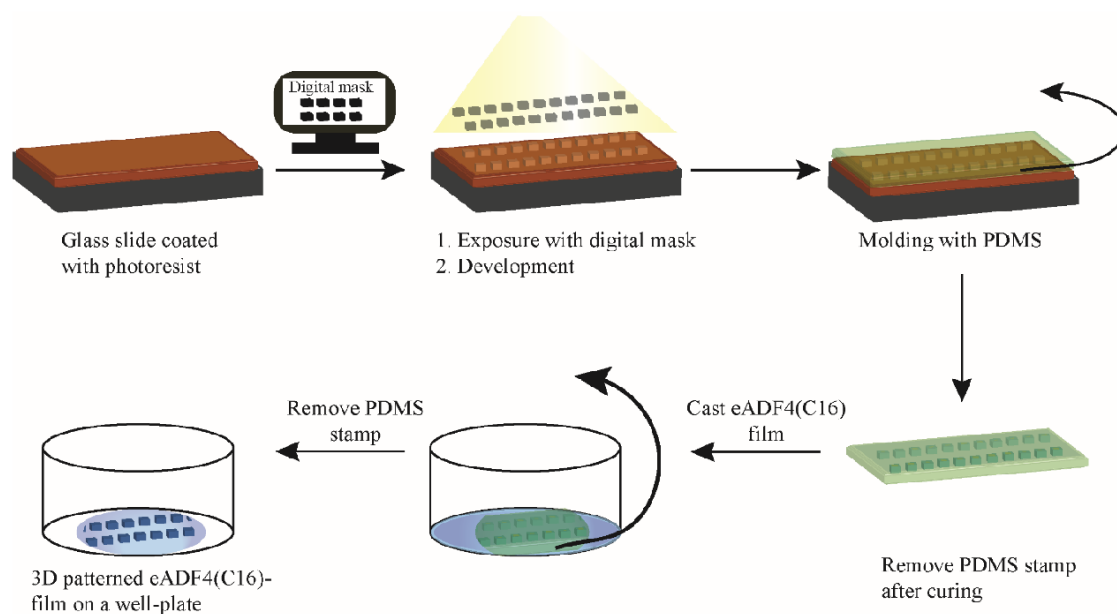 Digital mask
Glass slide coated
with photoresist
1. Exposure with digital mask
2. Development
Molding with PDMS
Remove PDMS
stamp
Cast eADF4(C16)
film
3D patterned eADF4(C16)-
film on a well-plate
Remove PDMS stamp
after curing